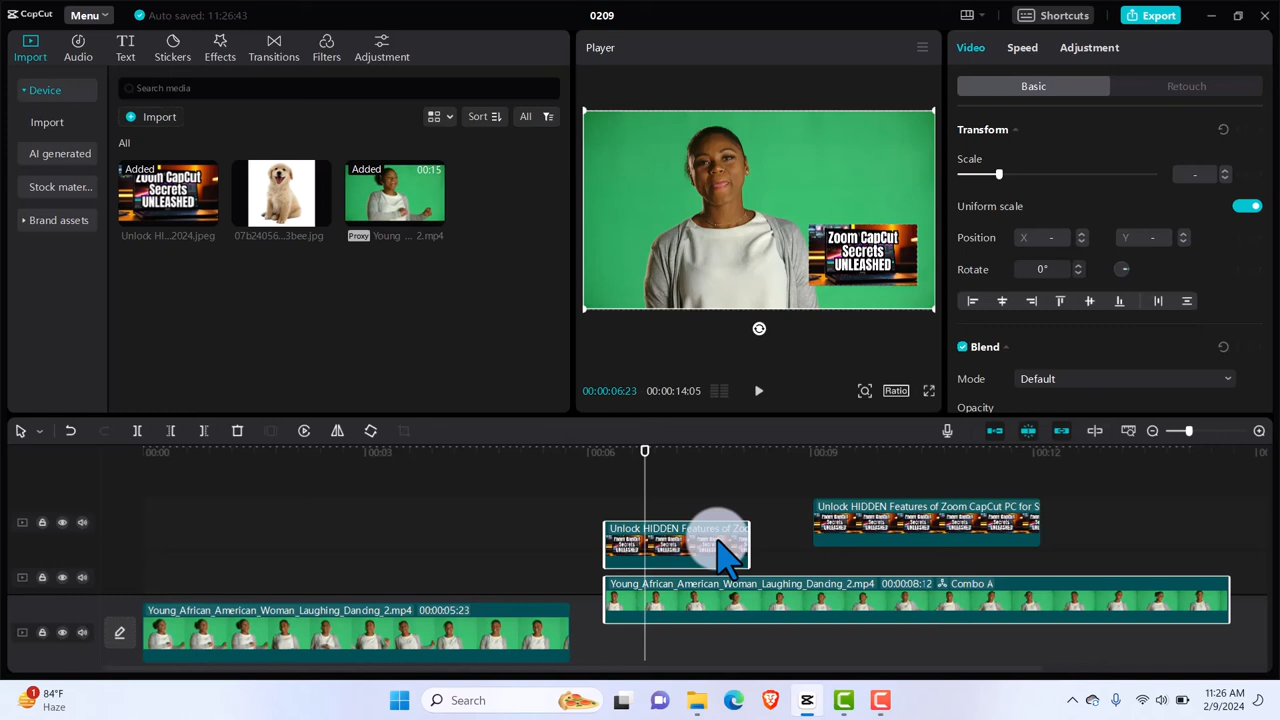 CapCut
Menu
Auto saved: 11:26:43
0209
Shortcuts
Export
Import
Audio
Text
Stickers
Effects
Transitions
Filters
Adjustment
Player
Video
Speed
Adjustment
Device
Import
AI generated
Stock mater...
Brand assets
Search media
Import
Sort
All
All
Added
Zoom CapCut
Secrets
UNLEASHED
Unlock HI...2024.jpeg
07b24056...3bee.jpg
Added
00:15
Proxy Young ... 2.mp4
Zoom CapCut
Secrets
UNLEASHED
00:00:06:23
00:00:14:05
Ratio
Basic
Retouch
Transform
Scale
-
Uniform scale
Position
X -
Y -
Rotate
0°
Blend
Mode
Default
Opacity
00:00
00:03
00:06
00:09
00:12
Unlock HIDDEN Features of Zoo
Unlock HIDDEN Features of Zoom CapCut PC for S
Young_African_American_Woman_Laughing_Dancing_2.mp4 00:00:08:12 Combo A
Young_African_American_Woman_Laughing_Dancing_2.mp4 00:00:05:23
1
84°F
Haze
Search
11:26 AM
2/9/2024